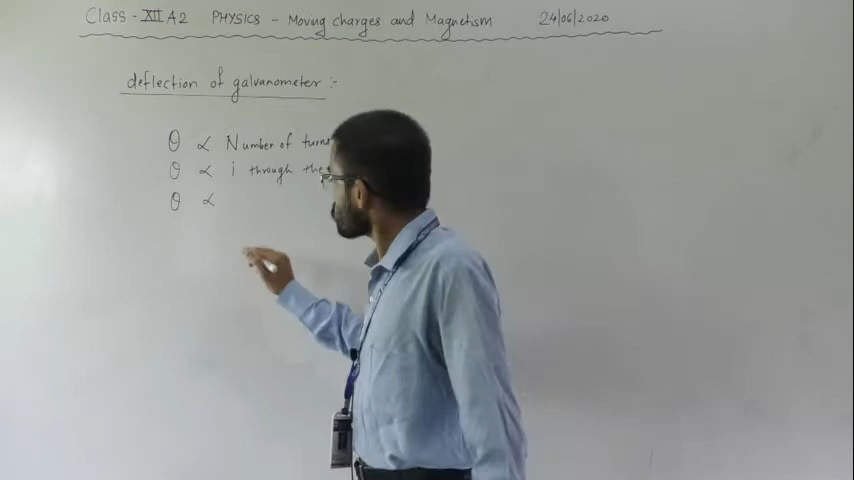 Class - XII A2 PHYSICS - Moving charges and Magnetism 24/06/2020
deflection of galvanometer :-
θ ∝ Number of turns
θ ∝ i through the
θ ∝